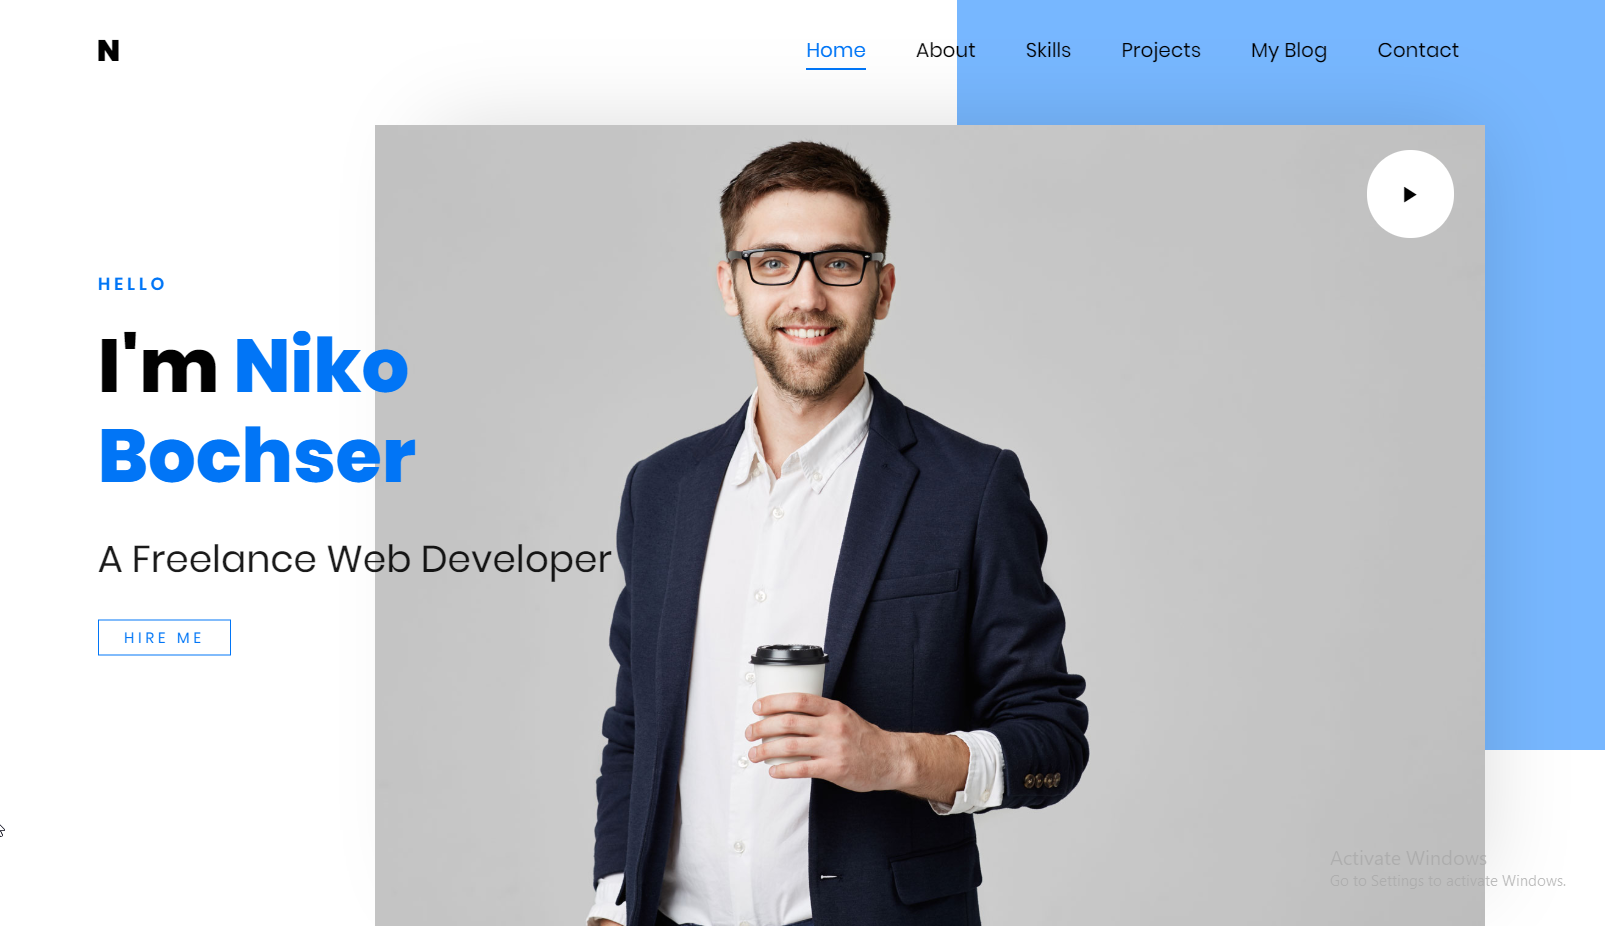 N
Home About Skills Projects My Blog Contact
HELLO
I'm Niko
Bochser
A Freelance Web Developer
HIRE ME
Activate Windows
Go to Settings to activate Windows.